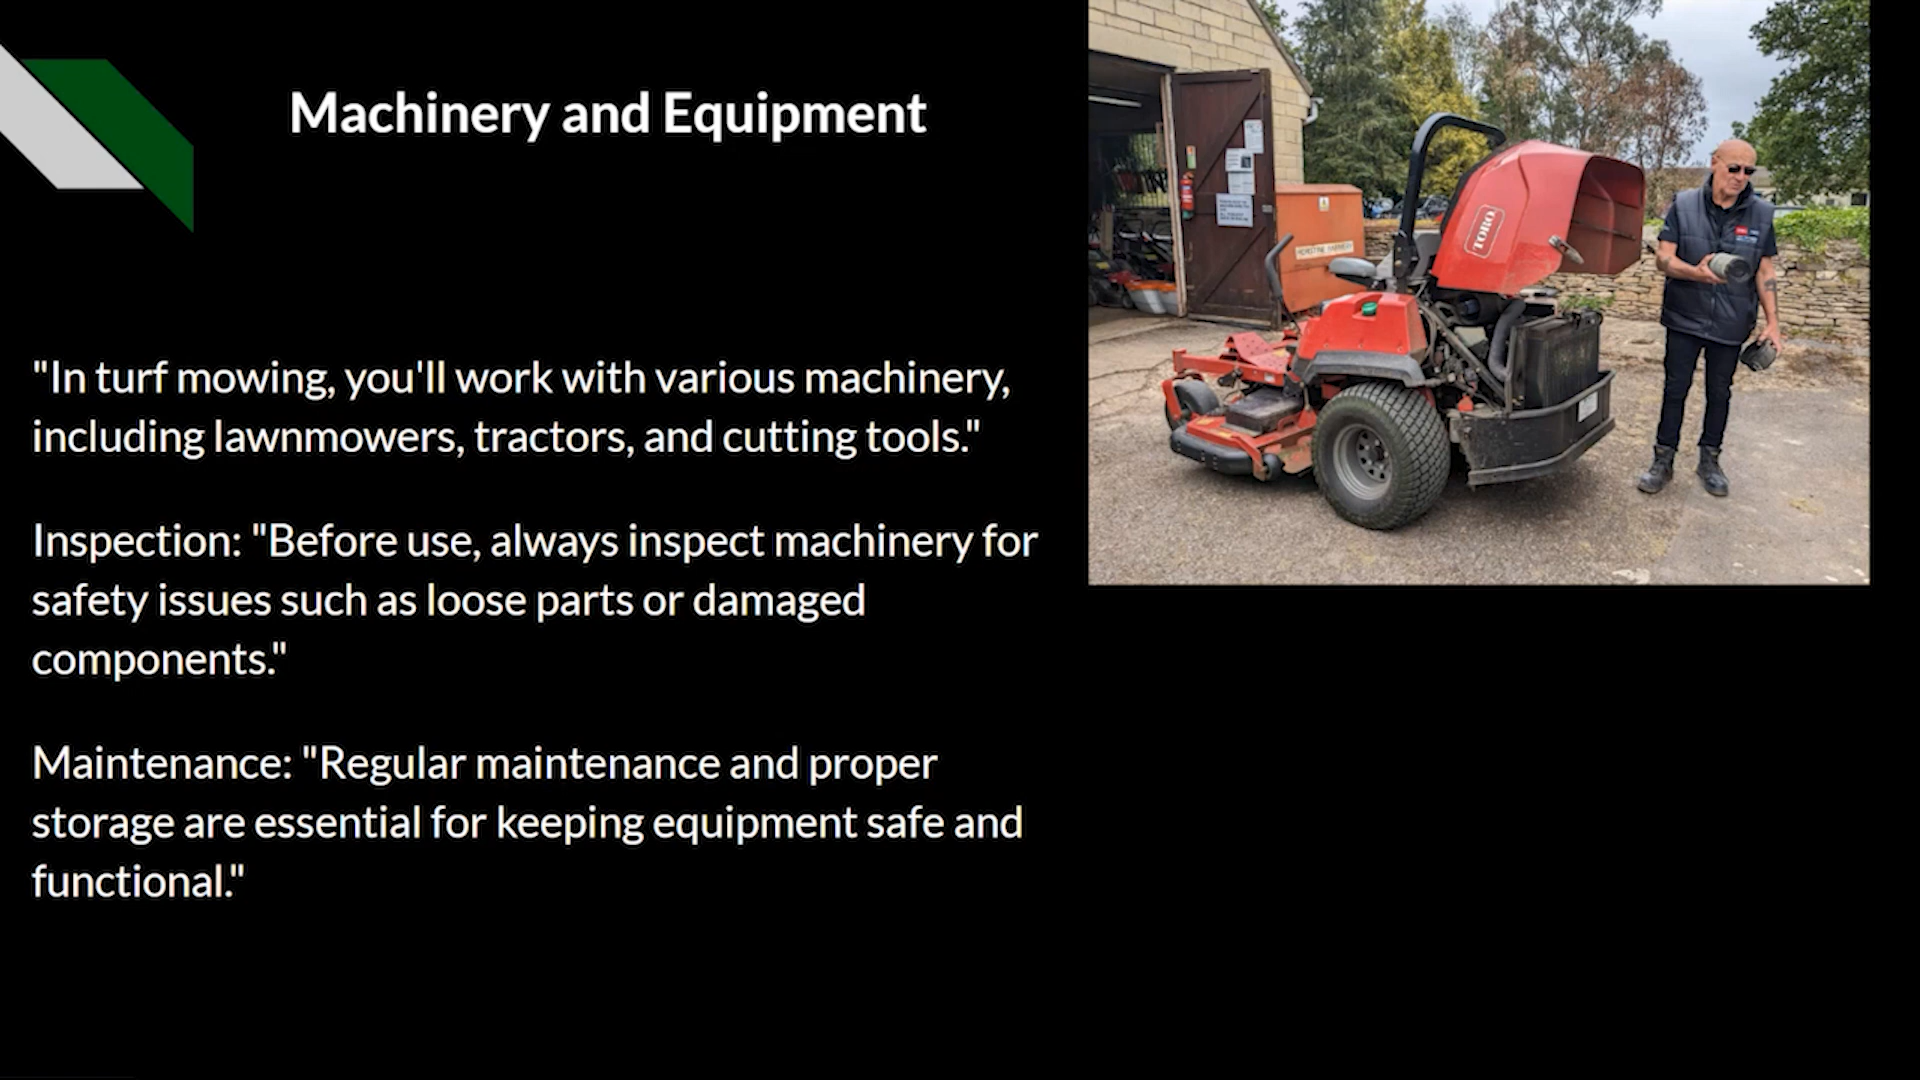 Machinery and Equipment
"In turf mowing, you'll work with various machinery,
including lawnmowers, tractors, and cutting tools."
Inspection: "Before use, always inspect machinery for
safety issues such as loose parts or damaged
components."
Maintenance: "Regular maintenance and proper
storage are essential for keeping equipment safe and
functional."
TORO